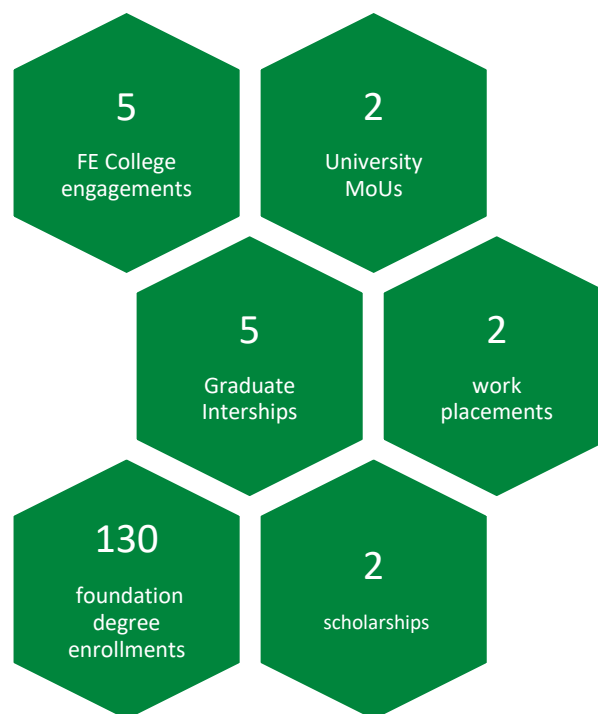 5
FE College
engagements
2
University
MoUs
5
Graduate
Interships
2
work
placements
130
foundation
degree
enrollments
2
scholarships